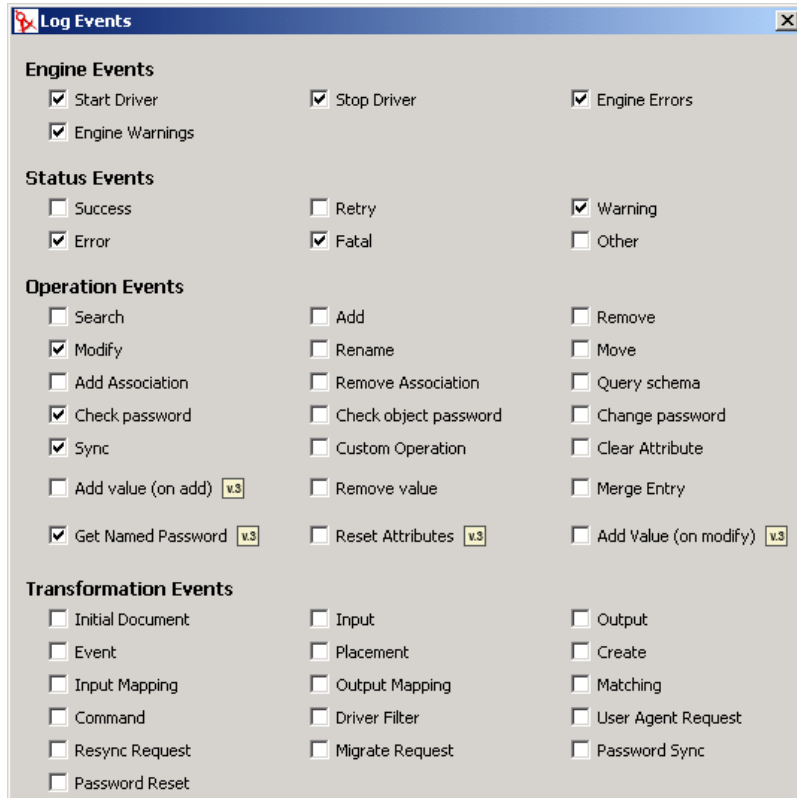 Log Events
Engine Events
Start Driver Stop Driver Engine Errors
Engine Warnings
Status Events
Success Retry Warning
Error Fatal Other
Operation Events
Search Add Remove
Modify Rename Move
Add Association Remove Association Query schema
Check password Check object password Change password
Sync Custom Operation Clear Attribute
Add value (on add) v.3 Remove value Merge Entry
Get Named Password v.3 Reset Attributes v.3 Add Value (on modify) v.3
Transformation Events
Initial Document Input Output
Event Placement Create
Input Mapping Output Mapping Matching
Command Driver Filter User Agent Request
Resync Request Migrate Request Password Sync
Password Reset